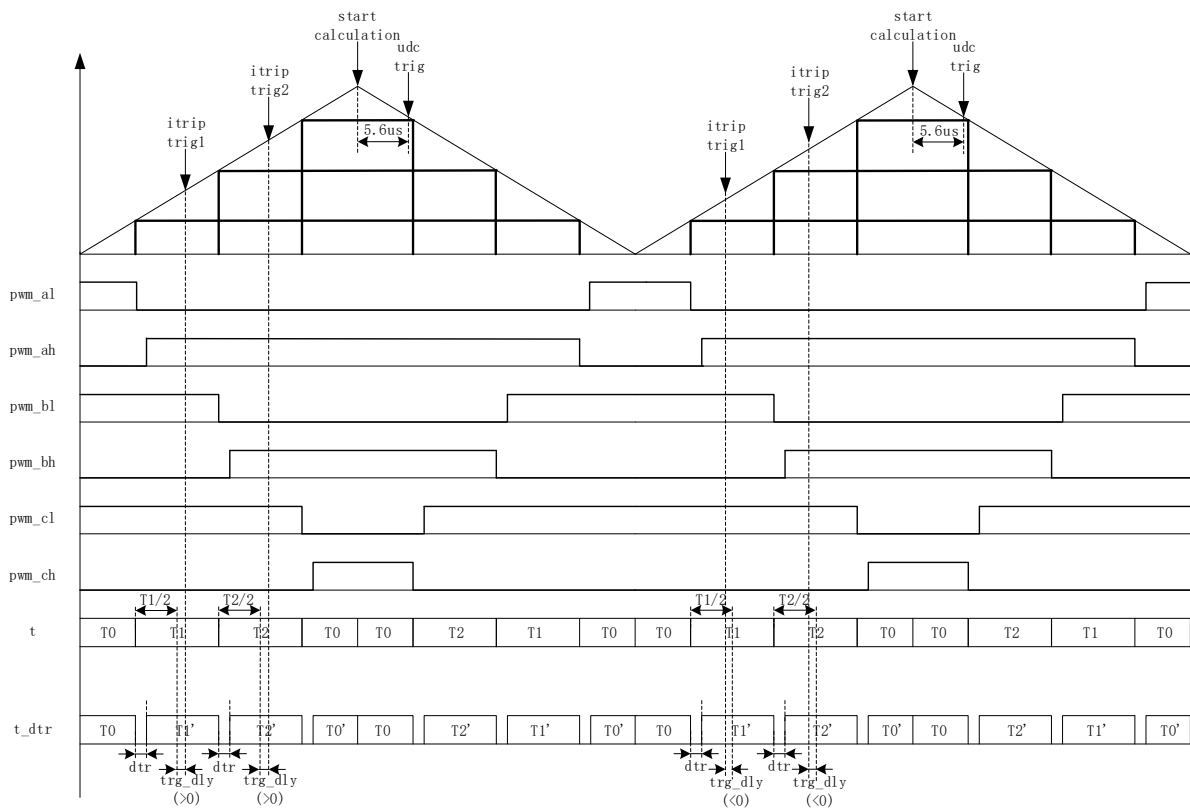 start
calculation
udc
trig
itrip
trig2
itrip
trig1
5.6us
start
calculation
udc
trig
itrip
trig2
itrip
trig1
5.6us
pwm_al
pwm_ah
pwm_bl
pwm_bh
pwm_cl
pwm_ch
T1/2 T2/2 T1/2 T2/2
t T0 T1 T2 T0 T0 T2 T1 T0 T0 T1 T2 T0 T0 T2 T1 T0
t_dtr T0 T1' T2' T0' T0 T2' T1' T0' T0 T1' T2' T0' T0 T2' T1' T0'
dtr dtr dtr dtr
trg_dly trg_dly trg_dly trg_dly
(>0) (>0) (<0) (<0)